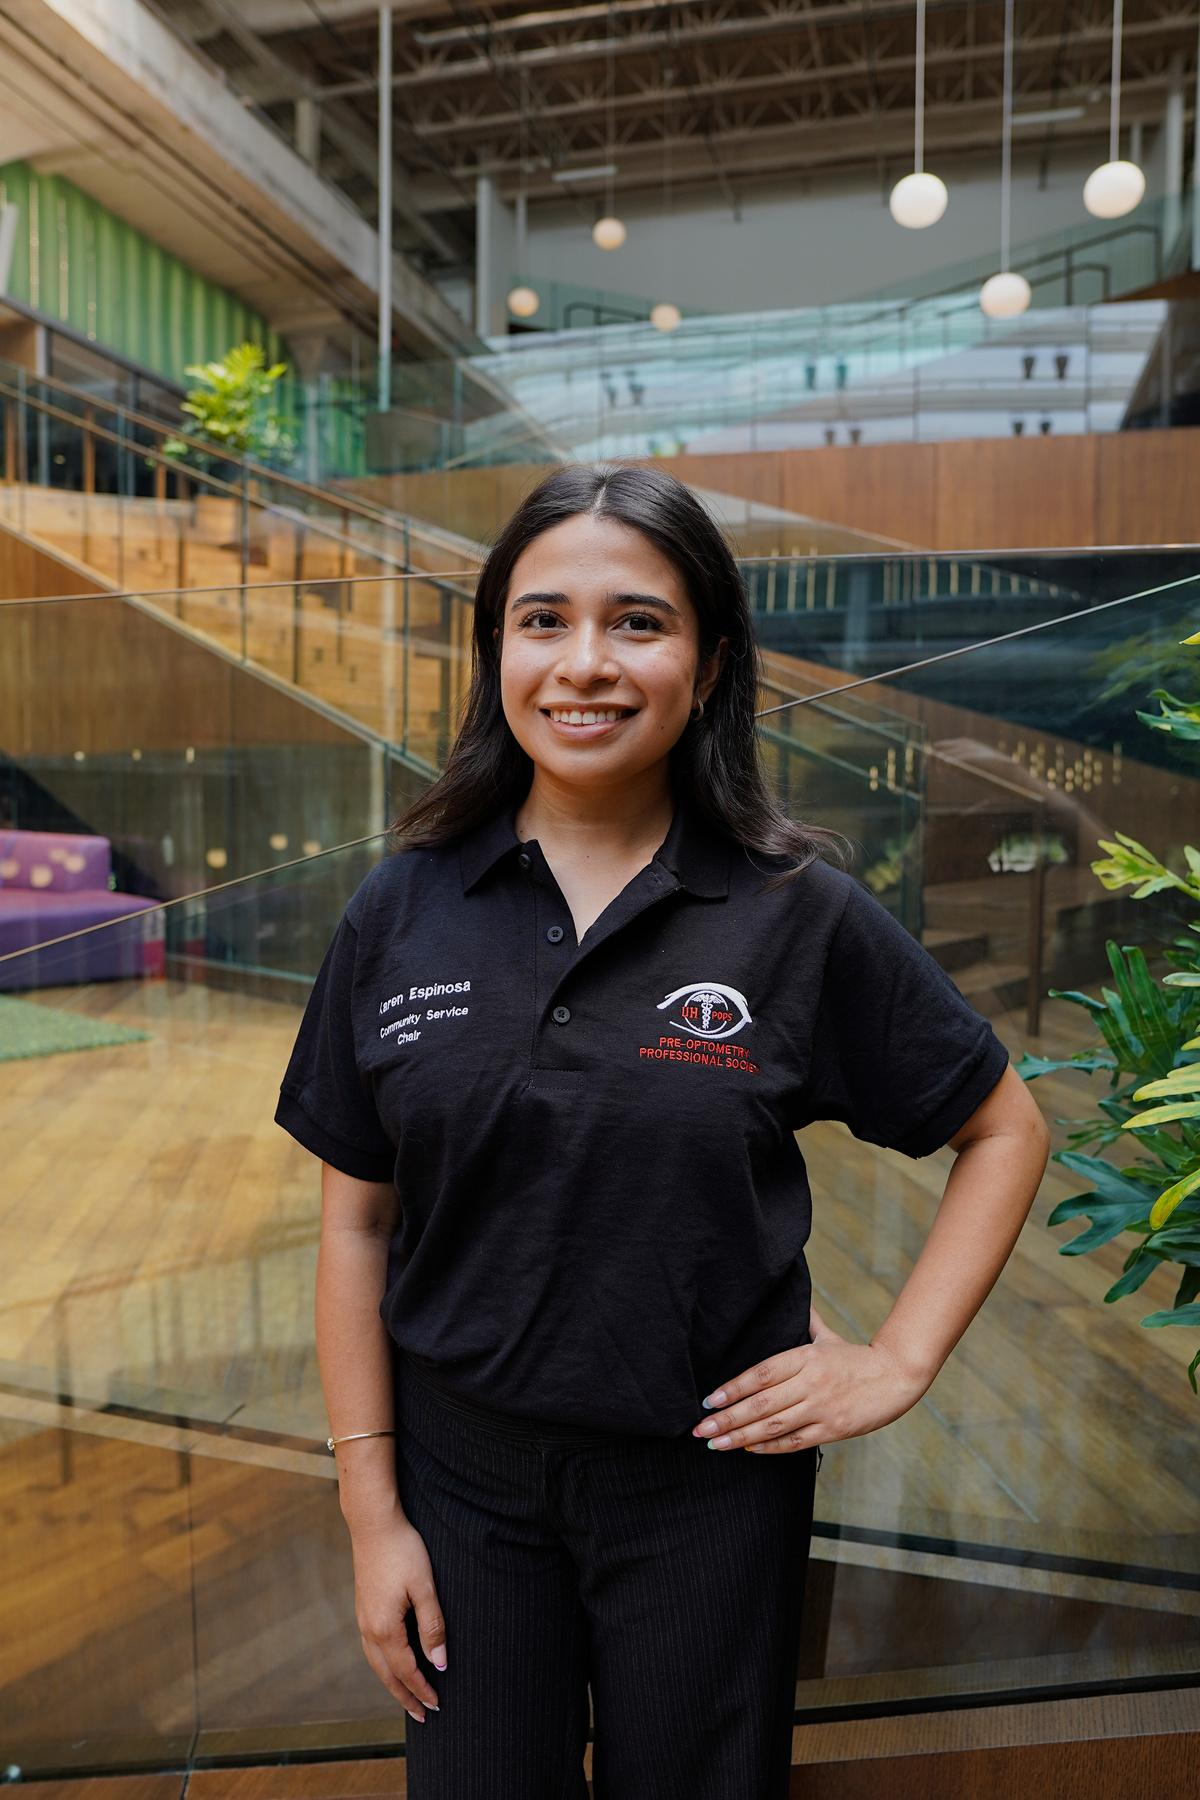 Karen Espinosa
Community Service
Chair
UH POPS
PRE-OPTOMETRY
PROFESSIONAL SOCIETY